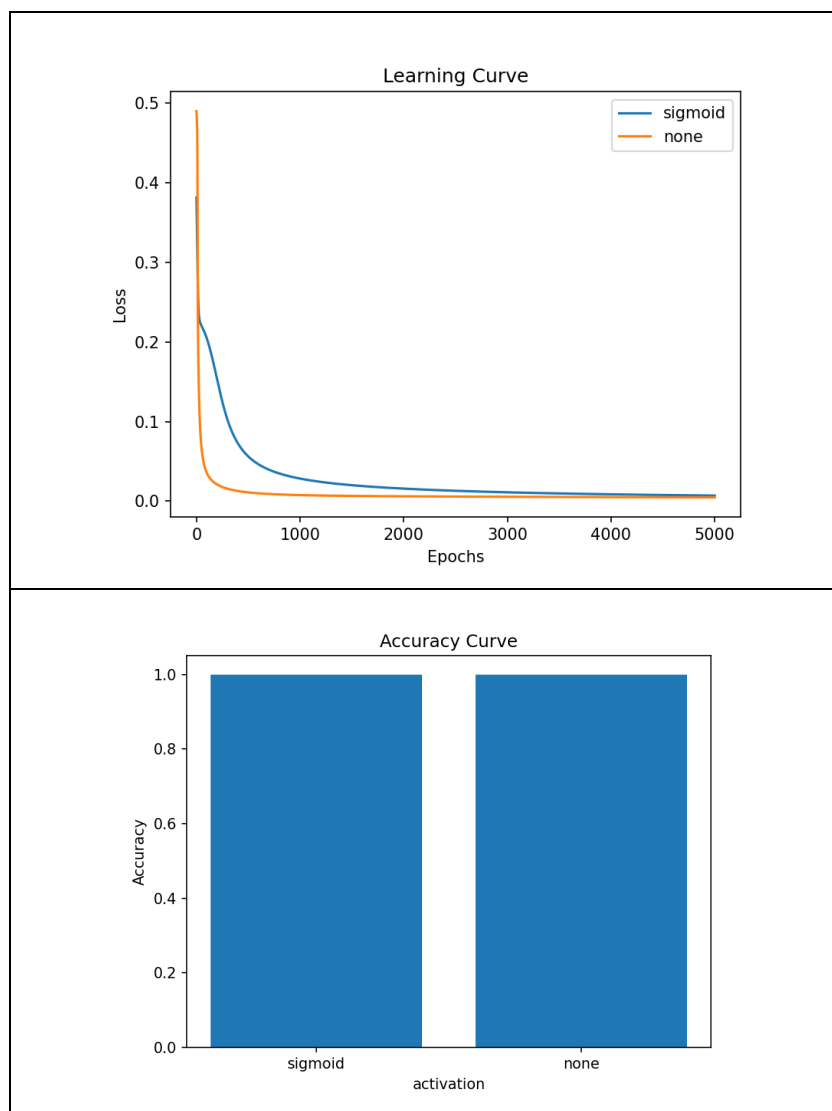 Learning Curve
0.5
0.4
0.3
0.2
0.1
0.0
Loss
sigmoid
none
0 1000 2000 3000 4000 5000
Epochs
Accuracy Curve
1.0
0.8
0.6
0.4
0.2
0.0
Accuracy
sigmoid none
activation